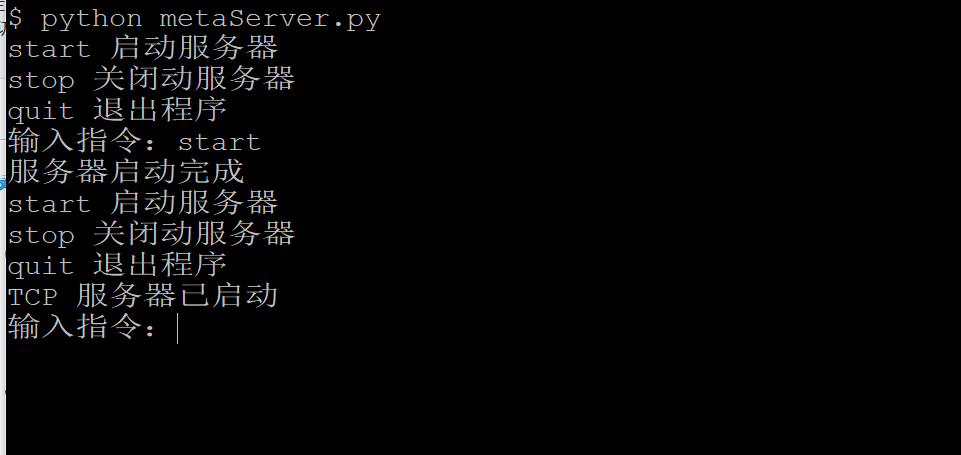 $ python metaServer.py
start 启动服务器
stop 关闭动服务器
quit 退出程序
输入指令：start
服务器启动完成
start 启动服务器
stop 关闭动服务器
quit 退出程序
TCP 服务器已启动
输入指令：